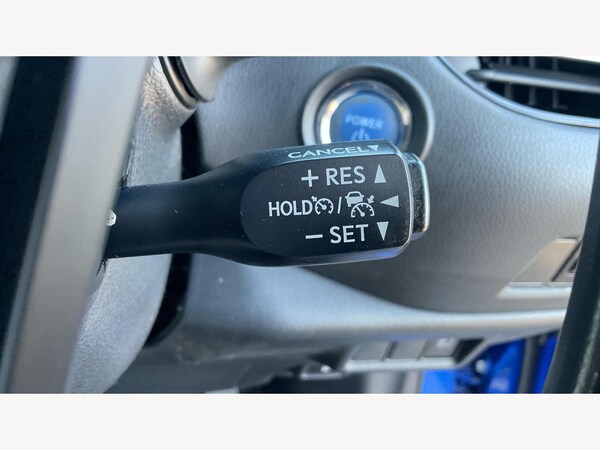 POWER
CANCEL ▼
+ RES ▲
HOLD / ◀
− SET ▼